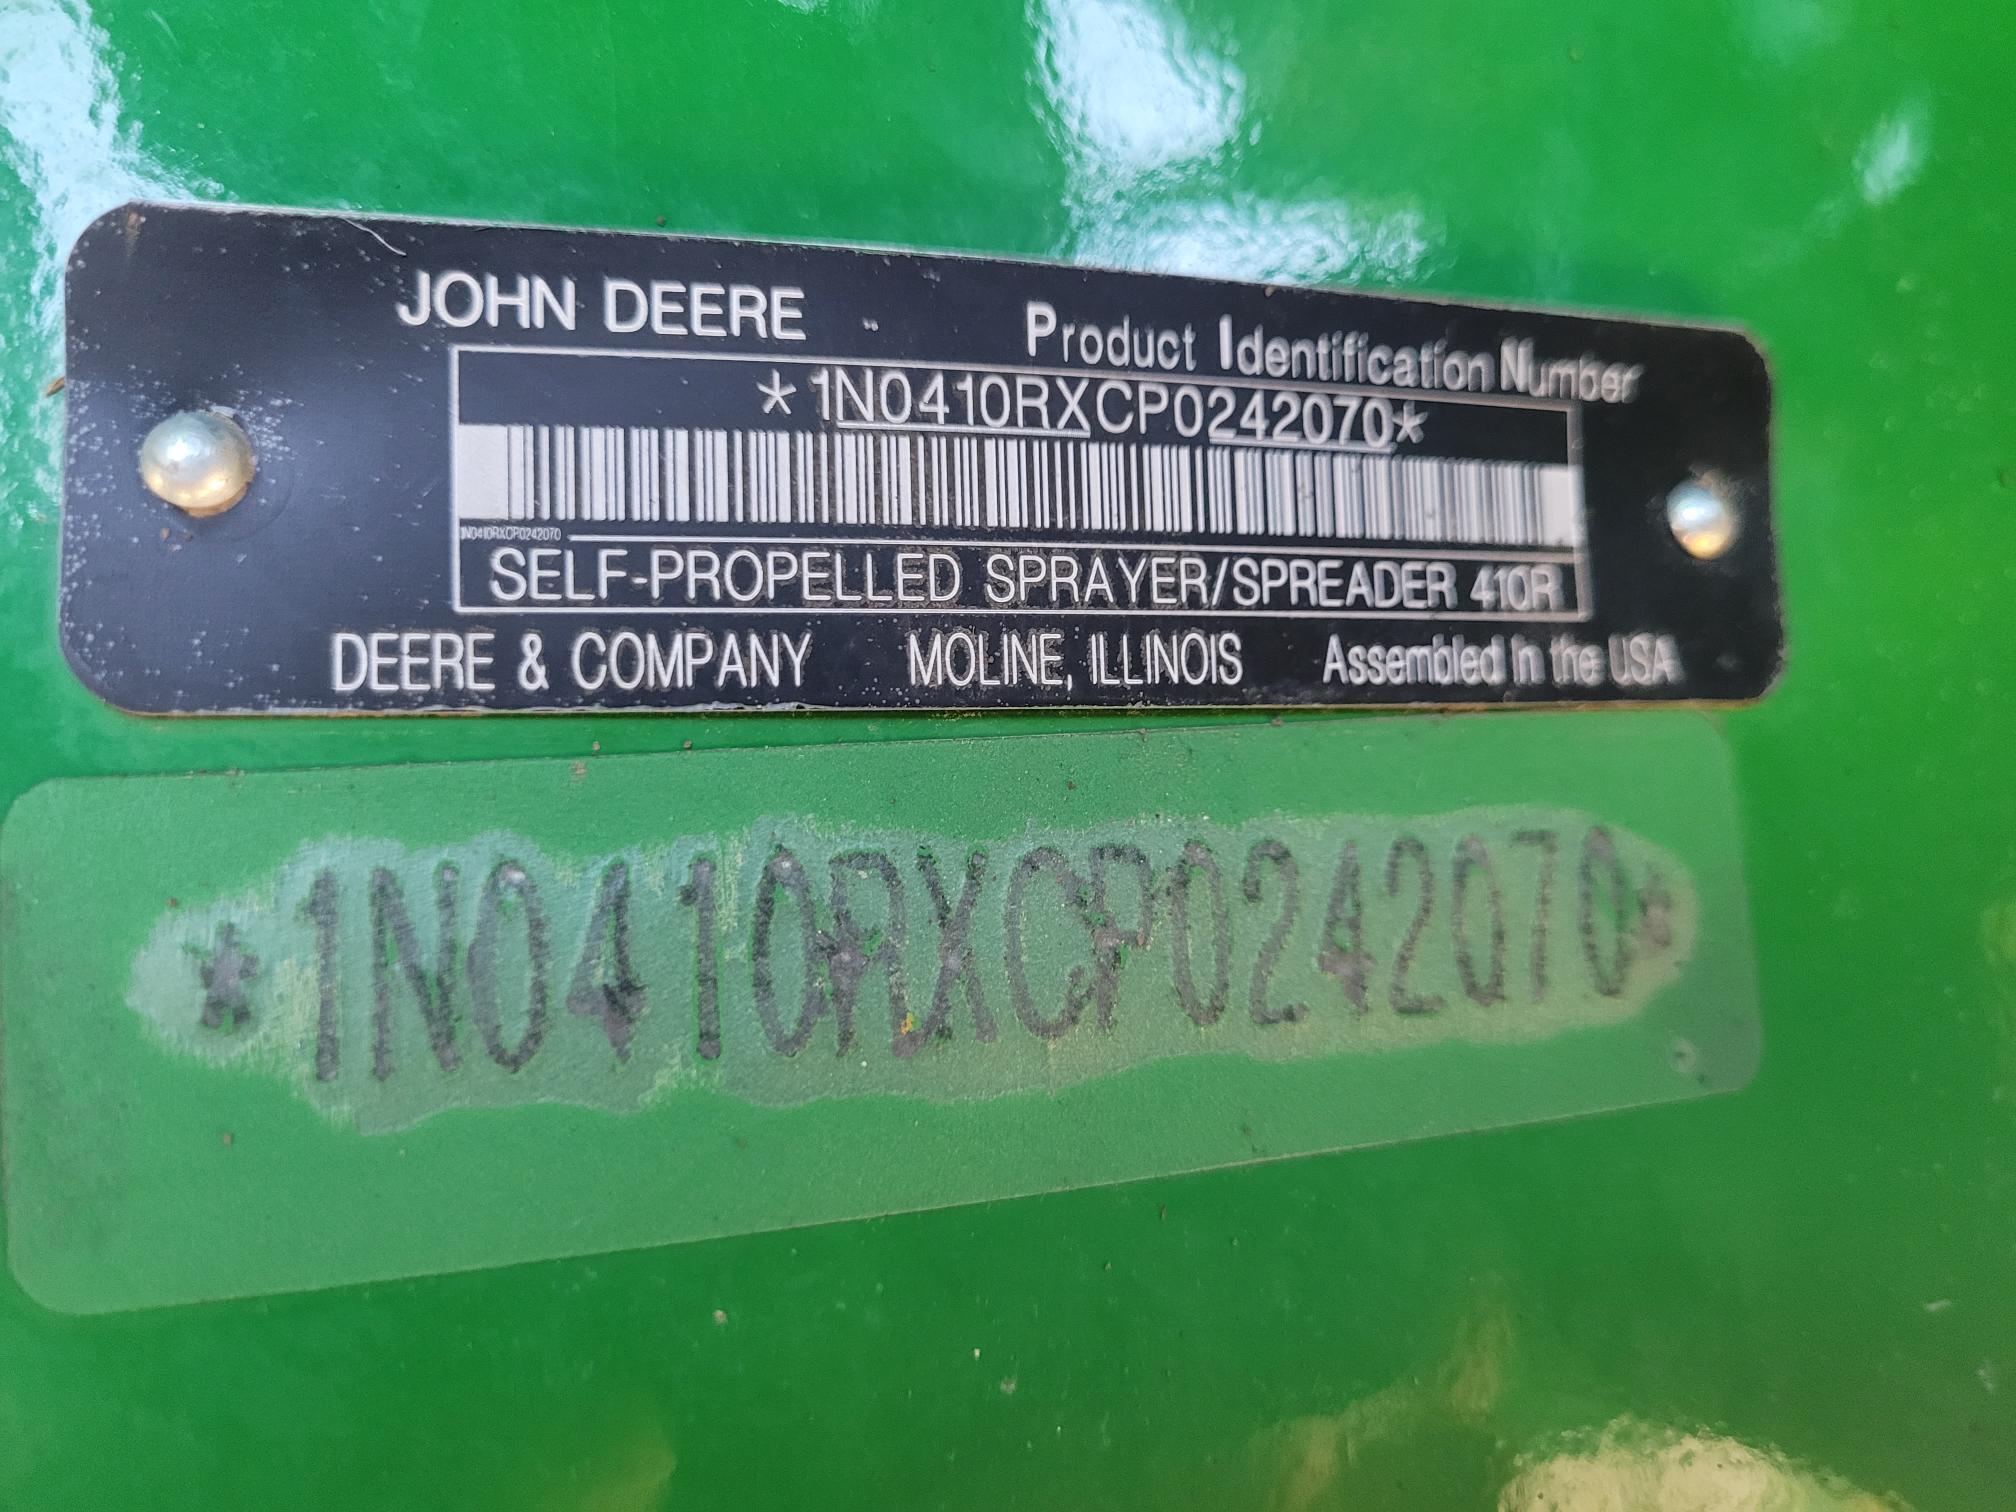 JOHN DEERE
Product Identification Number
*1N0410RXCP0242070*
1N0410RXCP0242070
SELF-PROPELLED SPRAYER/SPREADER 410R
DEERE & COMPANY MOLINE, ILLINOIS Assembled in the USA
*1N0410RXCP0242070*